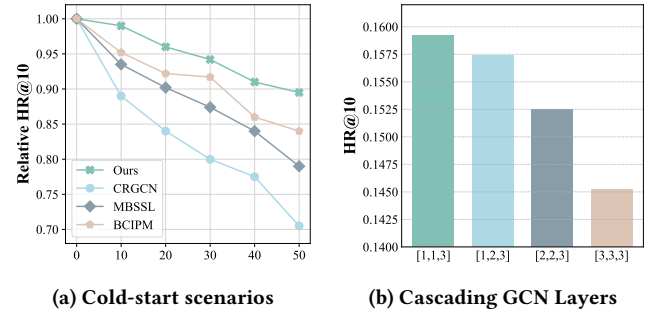 Relative HR@10
1.00
0.95
0.90
0.85
0.80
0.75
0.70
Ours
CRGCN
MBSSL
BCIPM
0 10 20 30 40 50
(a) Cold-start scenarios
HR@10
0.1600
0.1575
0.1550
0.1525
0.1500
0.1475
0.1450
0.1425
0.1400
[1,1,3] [1,2,3] [2,2,3] [3,3,3]
(b) Cascading GCN Layers